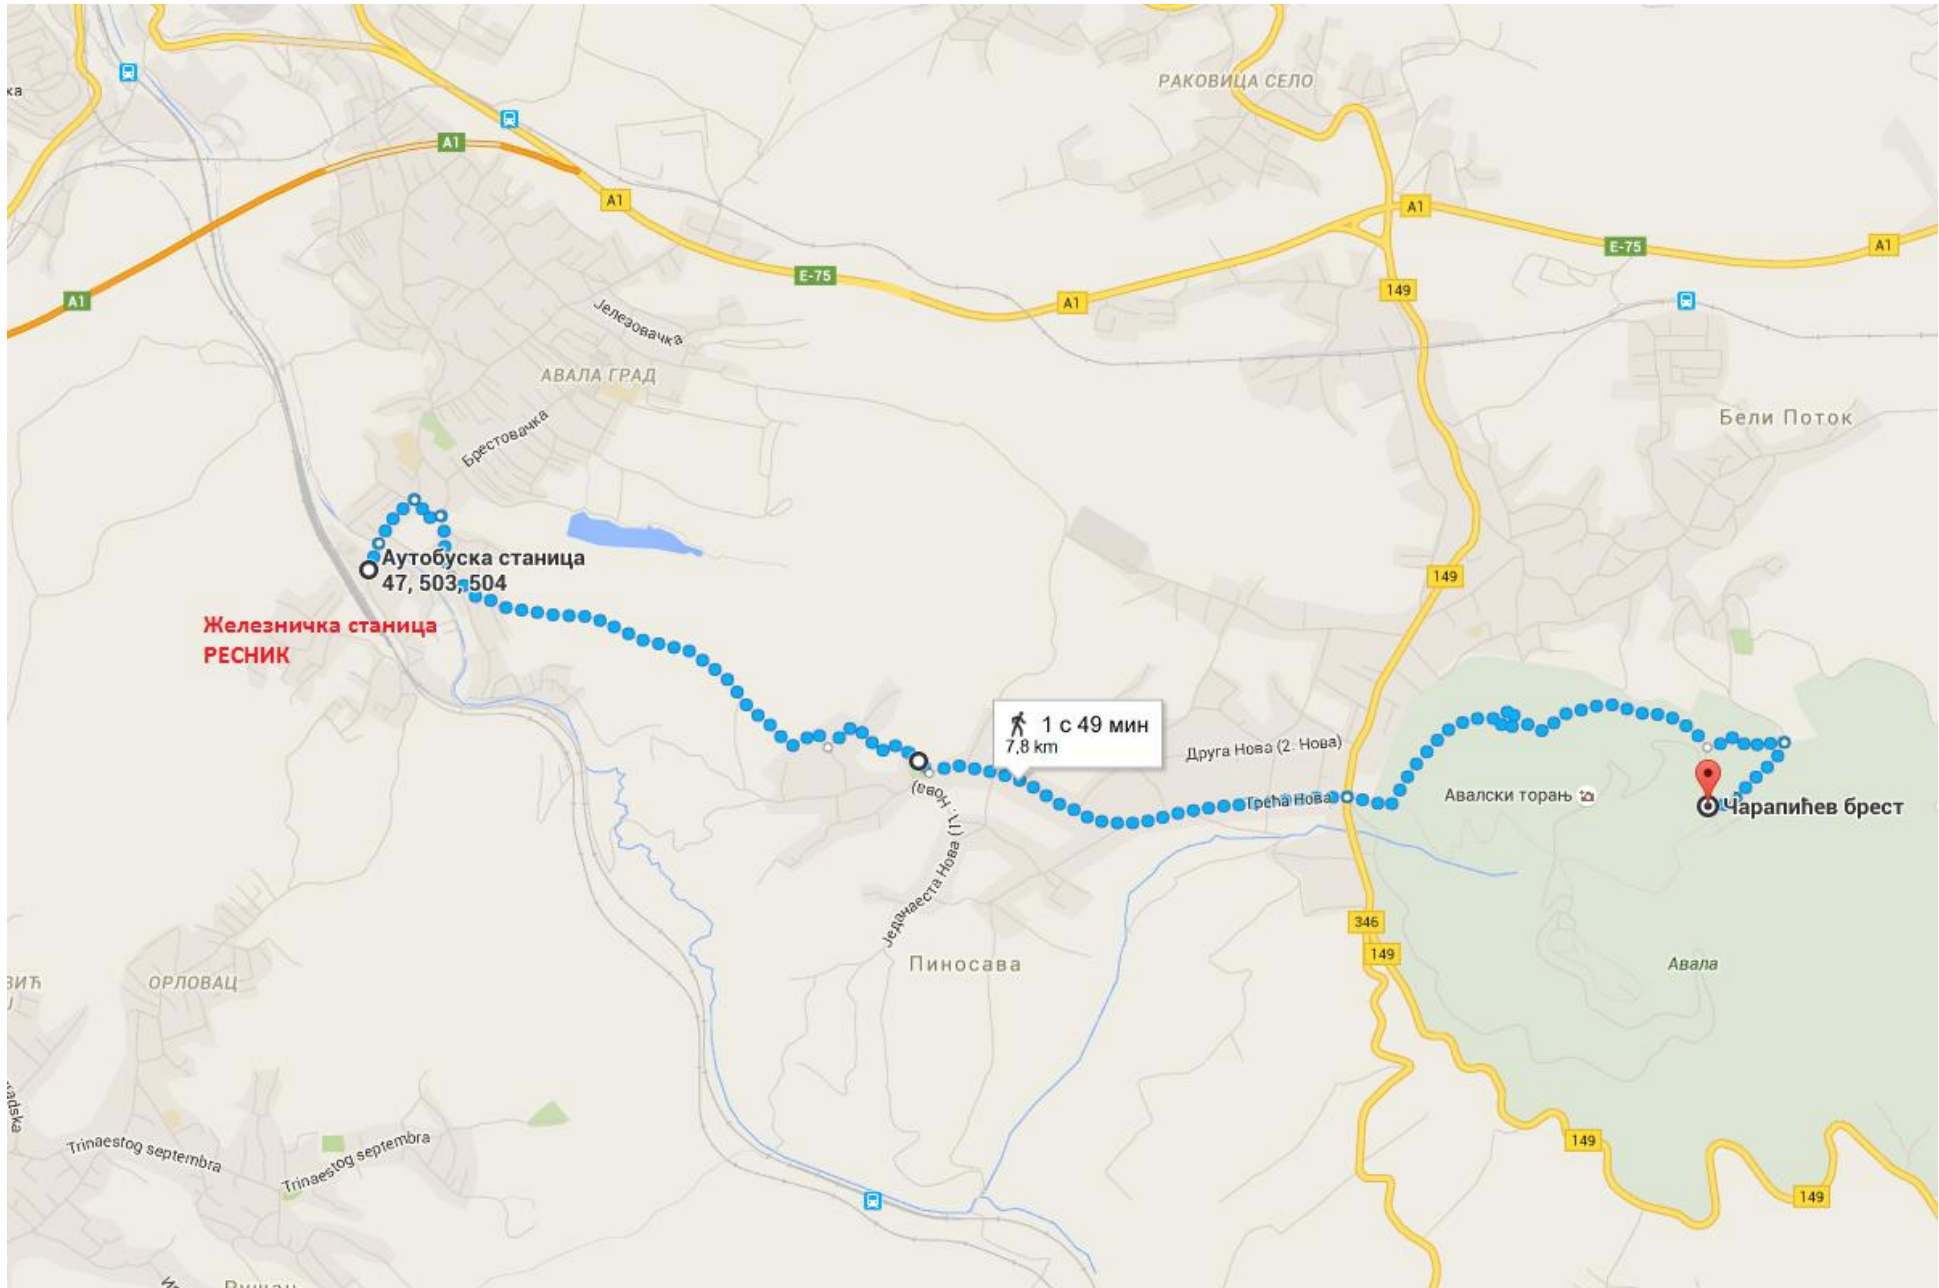 РАКОВИЦА СЕЛО
A1
A1
A1
E-75
A1
E-75
A1
149
A1
Јелезовачка
АВАЛА ГРАД
Брестовачка
Бели Поток
Аутобуска станица
47, 503, 504
149
Железничка станица
РЕСНИК
1 с 49 мин
7,8 km
Друга Нова (2. Нова)
Трећа Нова
Авалски торањ
Чарапићев брест
Једанаеста Нова (11. Нова)
346
149
Пиносава
Авала
ОРЛОВАЦ
Trinaestog septembra
Trinaestog septembra
149
149